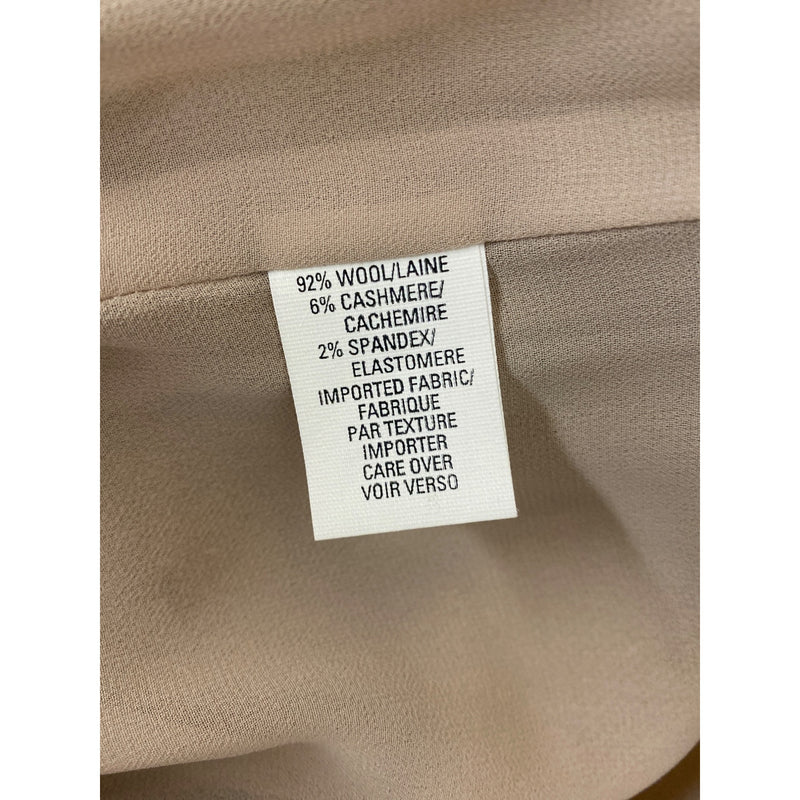 92% WOOL/LAINE
6% CASHMERE/
CACHEMIRE
2% SPANDEX/
ELASTOMERE
IMPORTED FABRIC/
FABRIQUE
PAR TEXTURE
IMPORTER
CARE OVER
VOIR VERSO